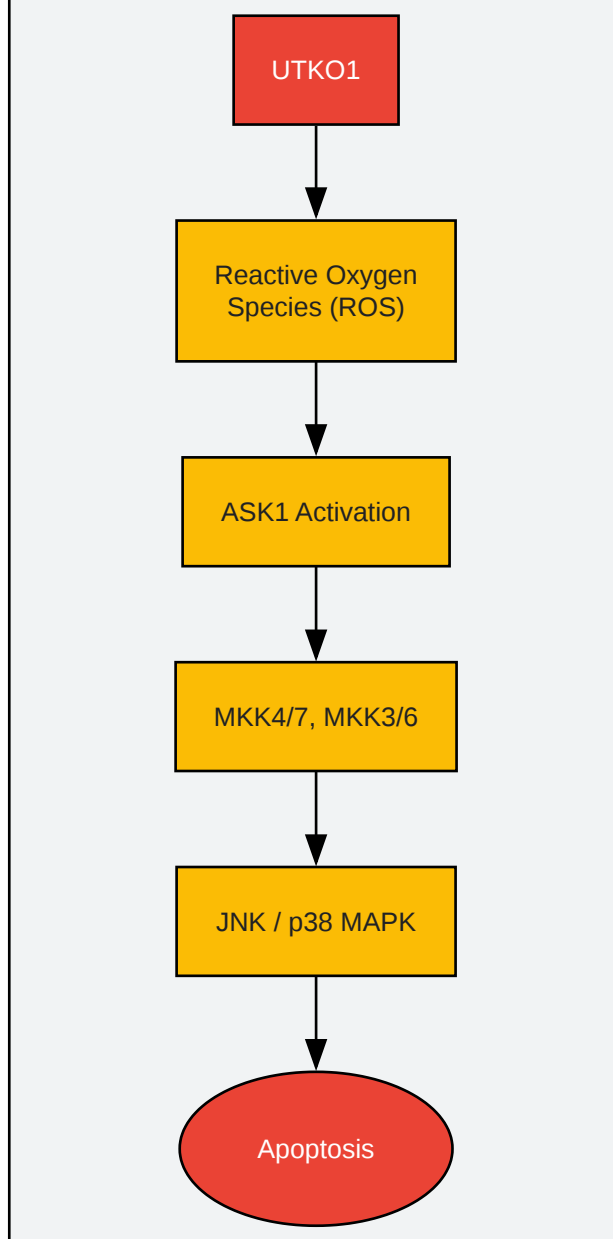 UTKO1
Reactive Oxygen
Species (ROS)
ASK1 Activation
MKK4/7, MKK3/6
JNK / p38 MAPK
Apoptosis